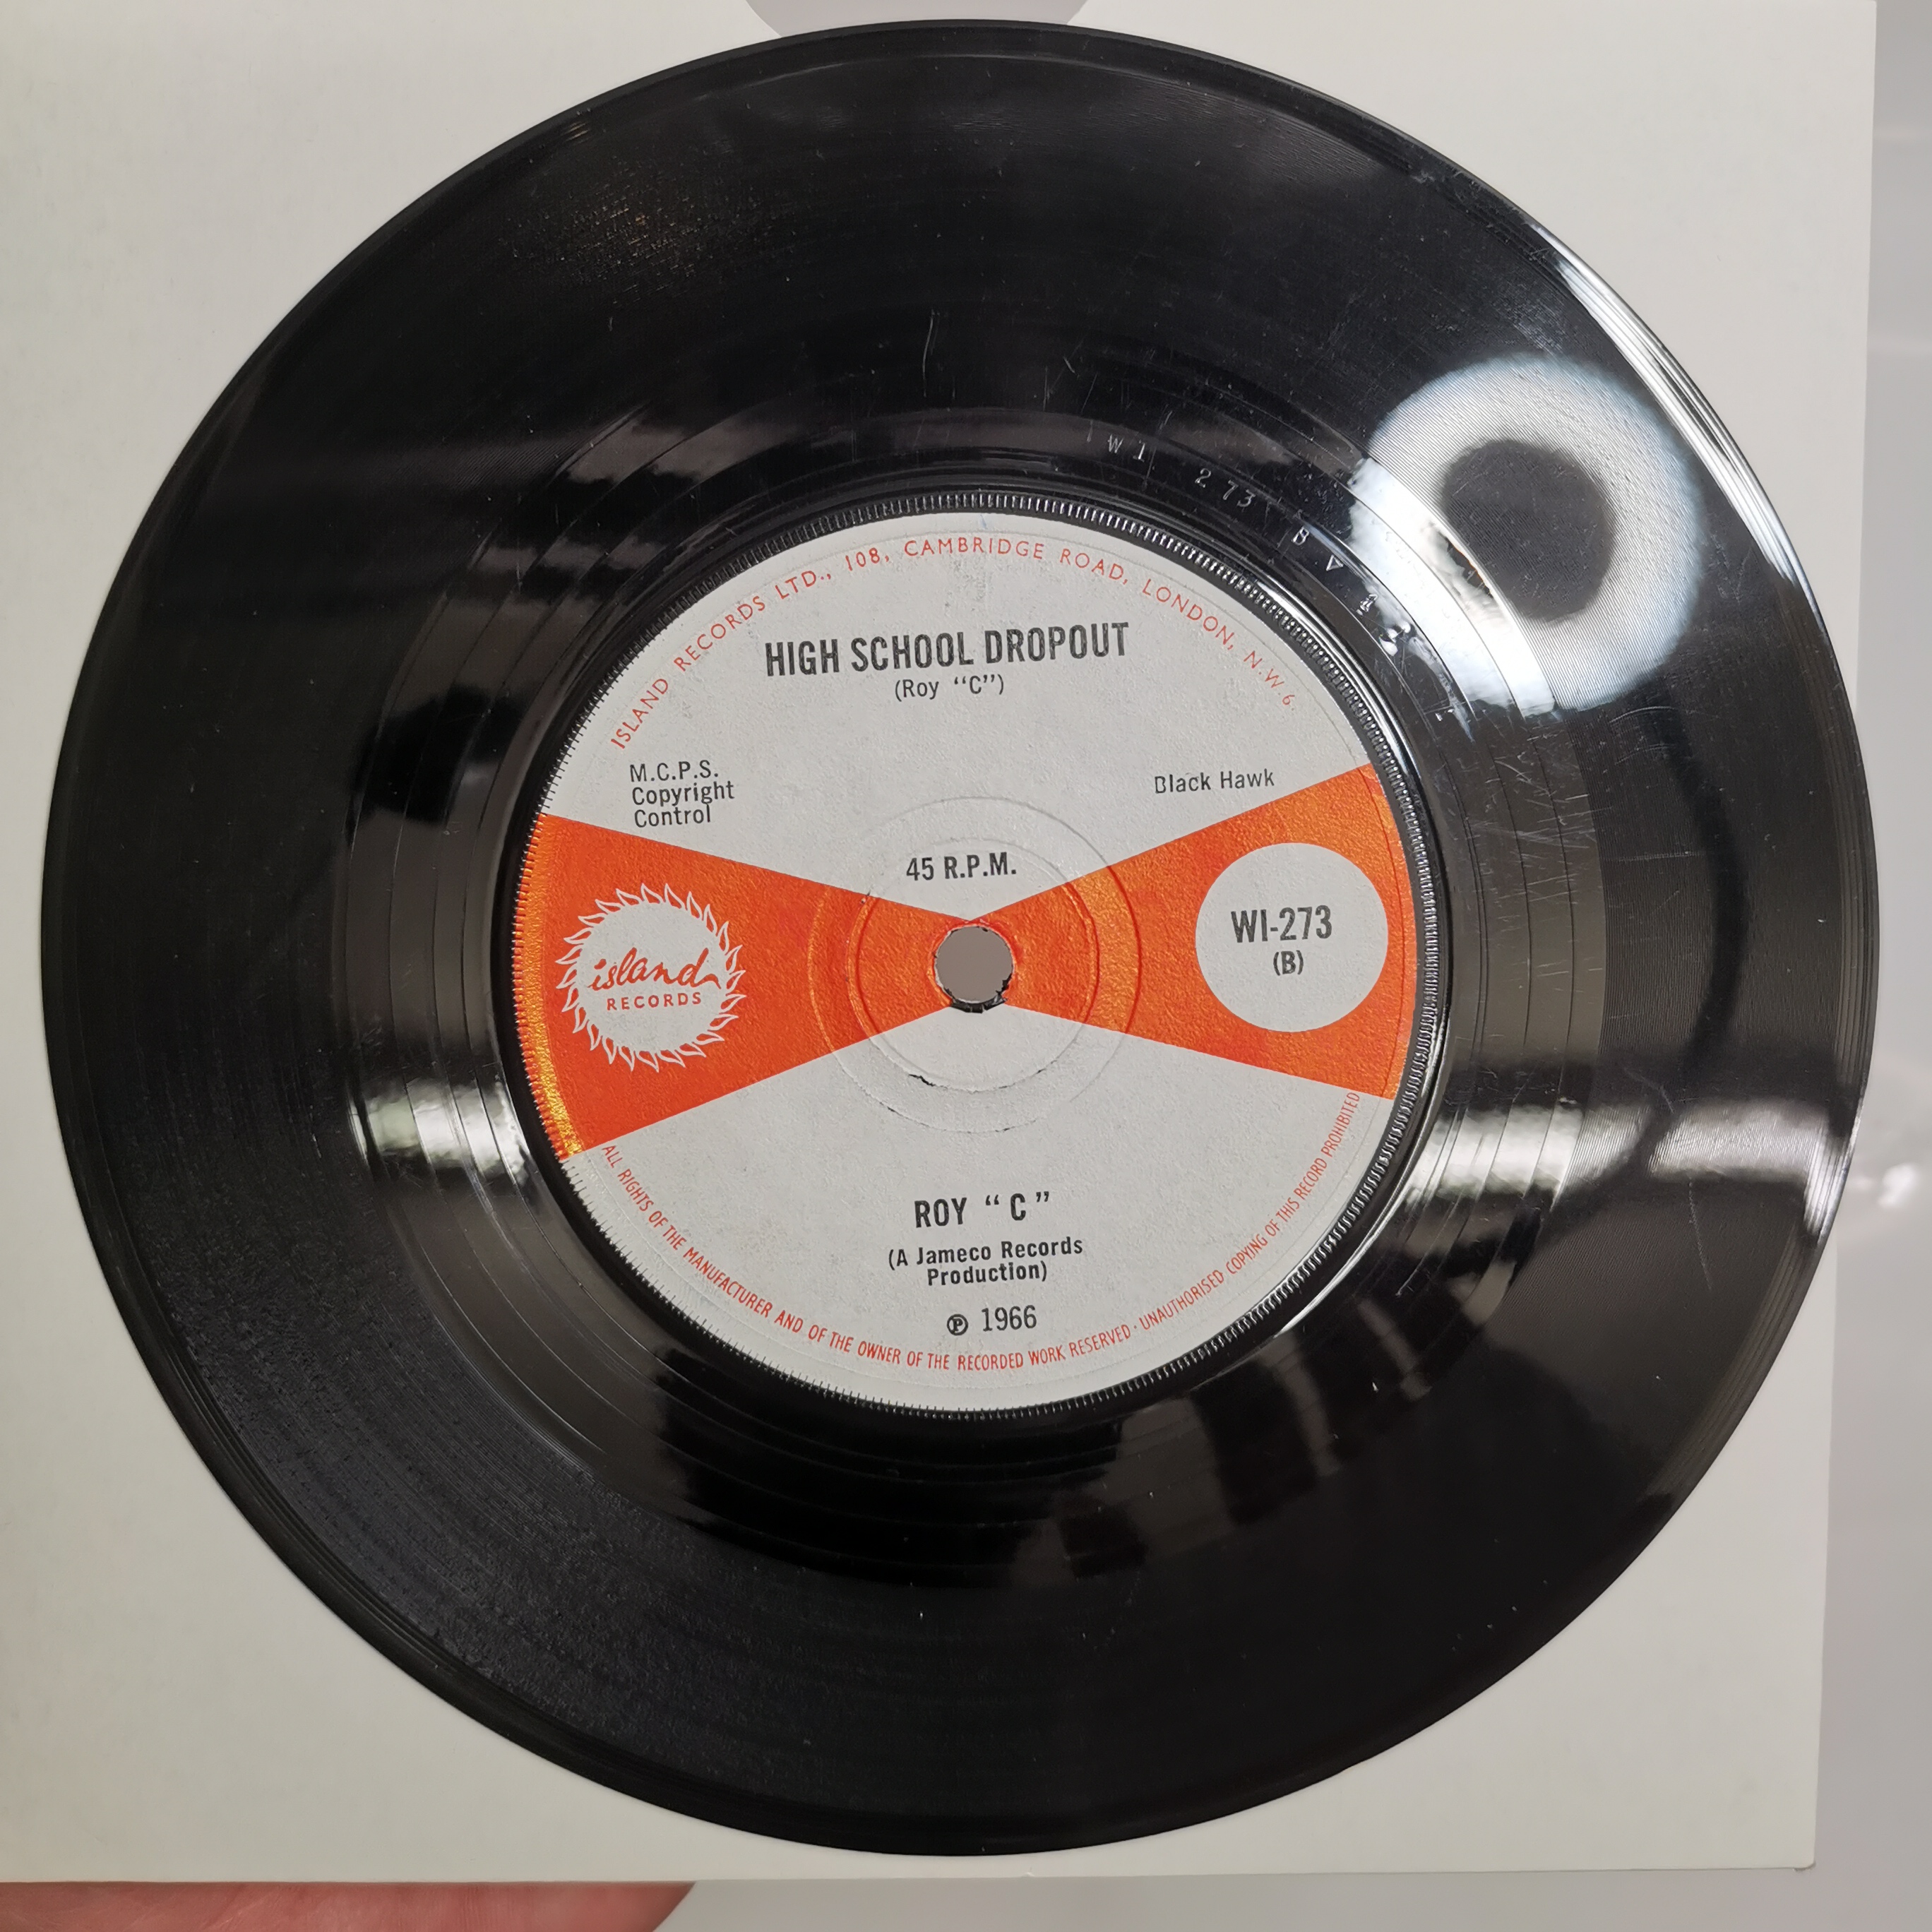 W1 273 B
ISLAND RECORDS LTD., 108, CAMBRIDGE ROAD, LONDON, N.W.6.
HIGH SCHOOL DROPOUT
(Roy “C”)
M.C.P.S.
Copyright
Control
Black Hawk
45 R.P.M.
island
RECORDS
WI-273
(B)
ROY “C”
(A Jameco Records
Production)
℗ 1966
ALL RIGHTS OF THE MANUFACTURER AND OF THE OWNER OF THE RECORDED WORK RESERVED · UNAUTHORISED COPYING OF THIS RECORD PROHIBITED